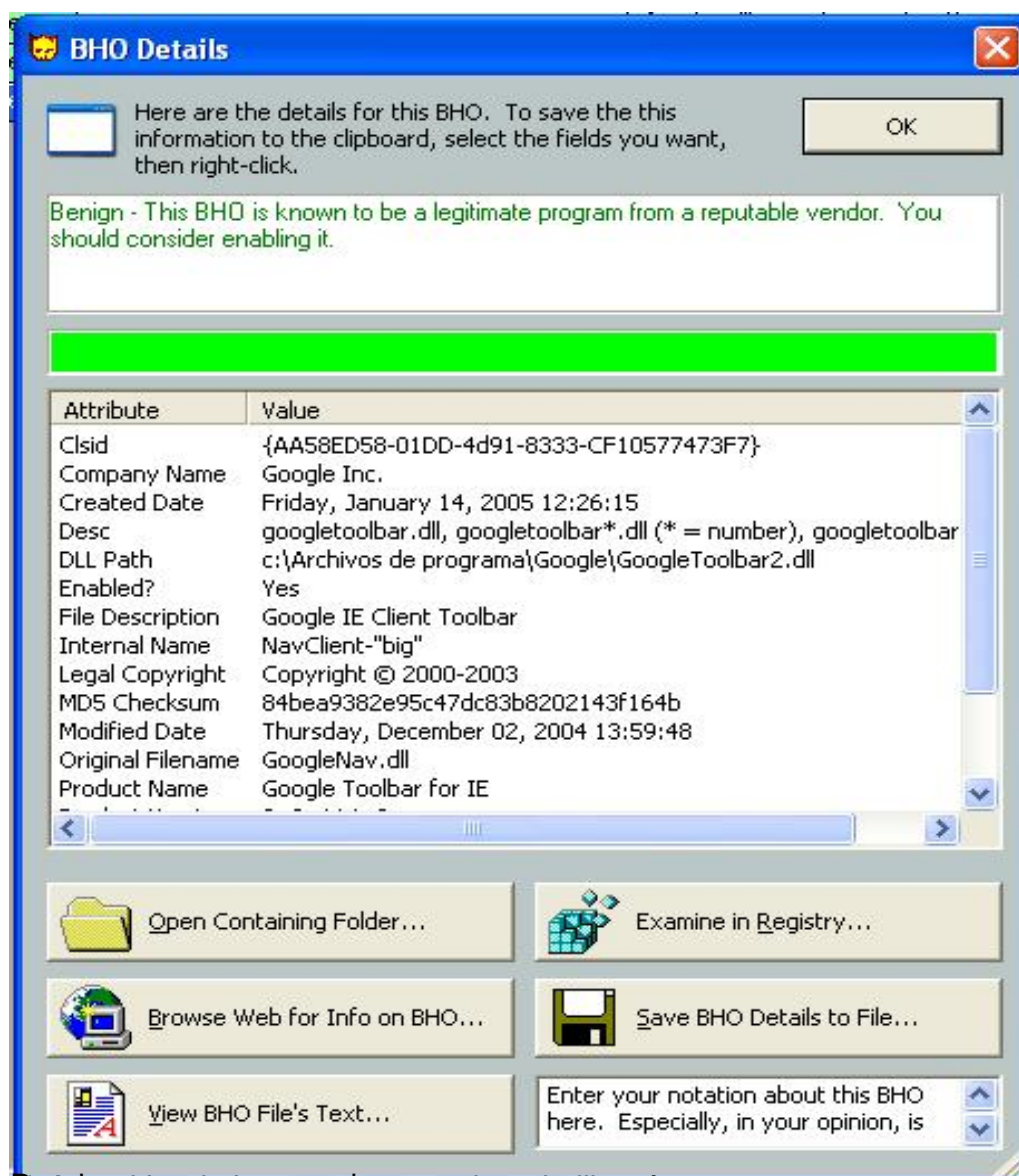 BHO Details
Here are the details for this BHO. To save the this
information to the clipboard, select the fields you want,
then right-click.
OK
Benign - This BHO is known to be a legitimate program from a reputable vendor. You
should consider enabling it.
Attribute Value
Clsid {AA58ED58-01DD-4d91-8333-CF10577473F7}
Company Name Google Inc.
Created Date Friday, January 14, 2005 12:26:15
Desc googletoolbar.dll, googletoolbar*.dll (* = number), googletoolbar
DLL Path c:\Archivos de programa\Google\GoogleToolbar2.dll
Enabled? Yes
File Description Google IE Client Toolbar
Internal Name NavClient-"big"
Legal Copyright Copyright © 2000-2003
MD5 Checksum 84bea9382e95c47dc83b8202143f164b
Modified Date Thursday, December 02, 2004 13:59:48
Original Filename GoogleNav.dll
Product Name Google Toolbar for IE
Open Containing Folder...
Examine in Registry...
Browse Web for Info on BHO...
Save BHO Details to File...
View BHO File's Text...
Enter your notation about this BHO
here. Especially, in your opinion, is